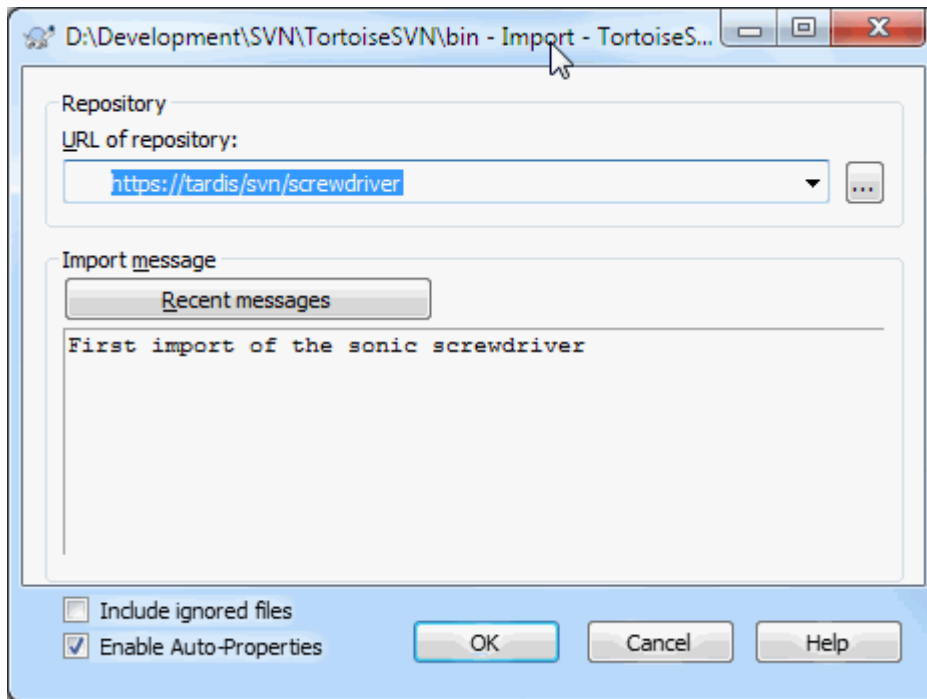 D:\Development\SVN\TortoiseSVN\bin - Import - TortoiseS...
Repository
URL of repository:
https://tardis/svn/screwdriver
...
Import message
Recent messages
First import of the sonic screwdriver
Include ignored files
Enable Auto-Properties
OK Cancel Help